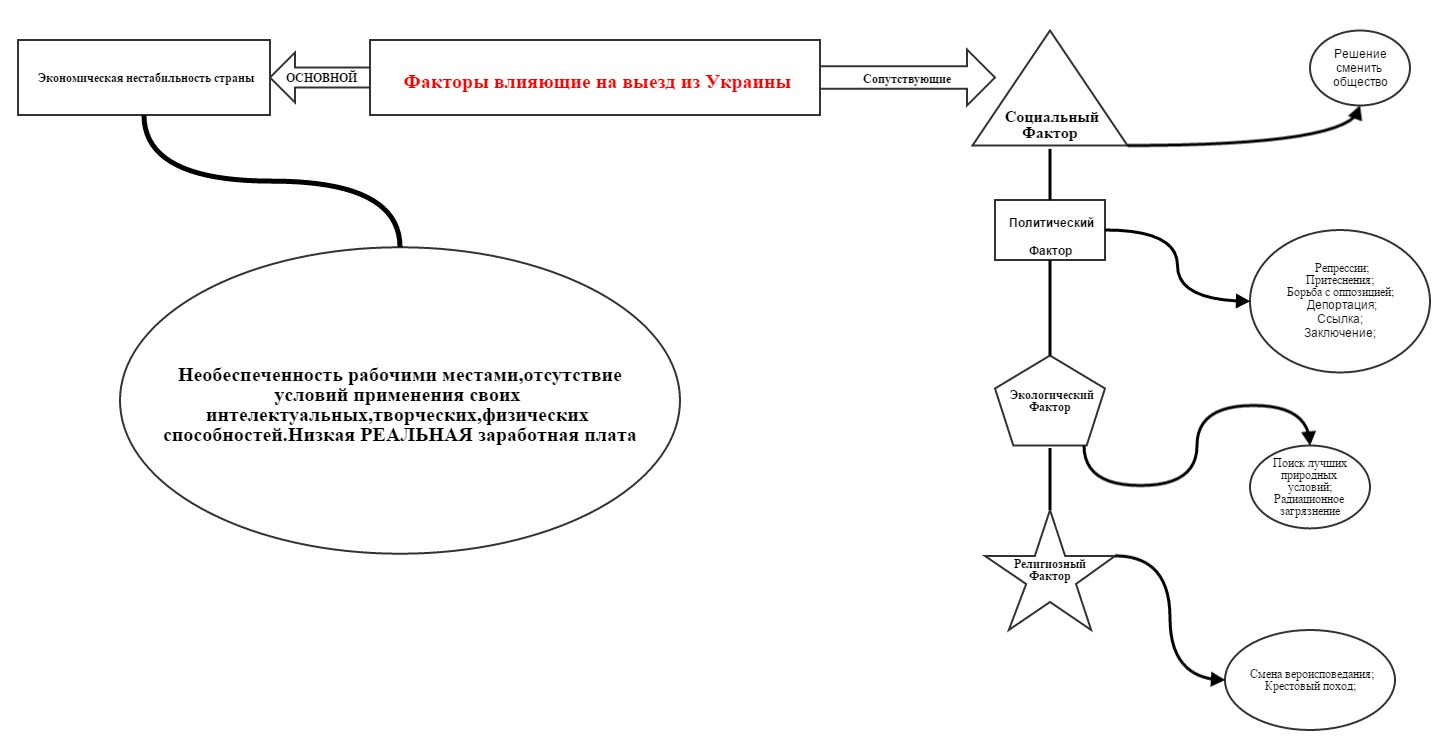 Экономическая нестабильность страны
ОСНОВНОЙ
Факторы влияющие на выезд из Украины
Сопутствующие
Социальный
Фактор
Решение
сменить
общество
Политический
Фактор
Репрессии;
Притеснения;
Борьба с оппозицией;
Депортация;
Ссылка;
Заключение;
Необеспеченность рабочими местами,отсутствие
условий применения своих
интелектуальных,творческих,физических
способностей.Низкая РЕАЛЬНАЯ заработная плата
Экологический
Фактор
Поиск лучших
природных
условий;
Радиационное
загрязнение
Религиозный
Фактор
Смена вероисповедания;
Крестовый поход;